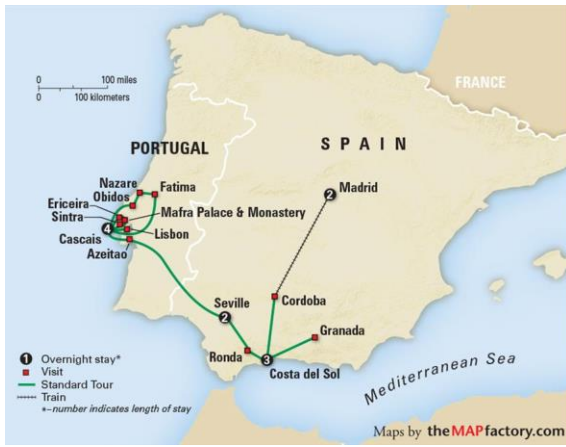 0 100 miles
0 100 kilometers
FRANCE
PORTUGAL
SPAIN
Nazare
Fatima
Obidos
Madrid
2
Ericeira
Mafra Palace & Monastery
Sintra
4
Lisbon
Cascais
Azeitao
Seville
2
Cordoba
Granada
Ronda
3
Costa del Sol
Mediterranean Sea
1 Overnight stay*
Visit
Standard Tour
Train
*–number indicates length of stay
Maps by theMAPfactory.com